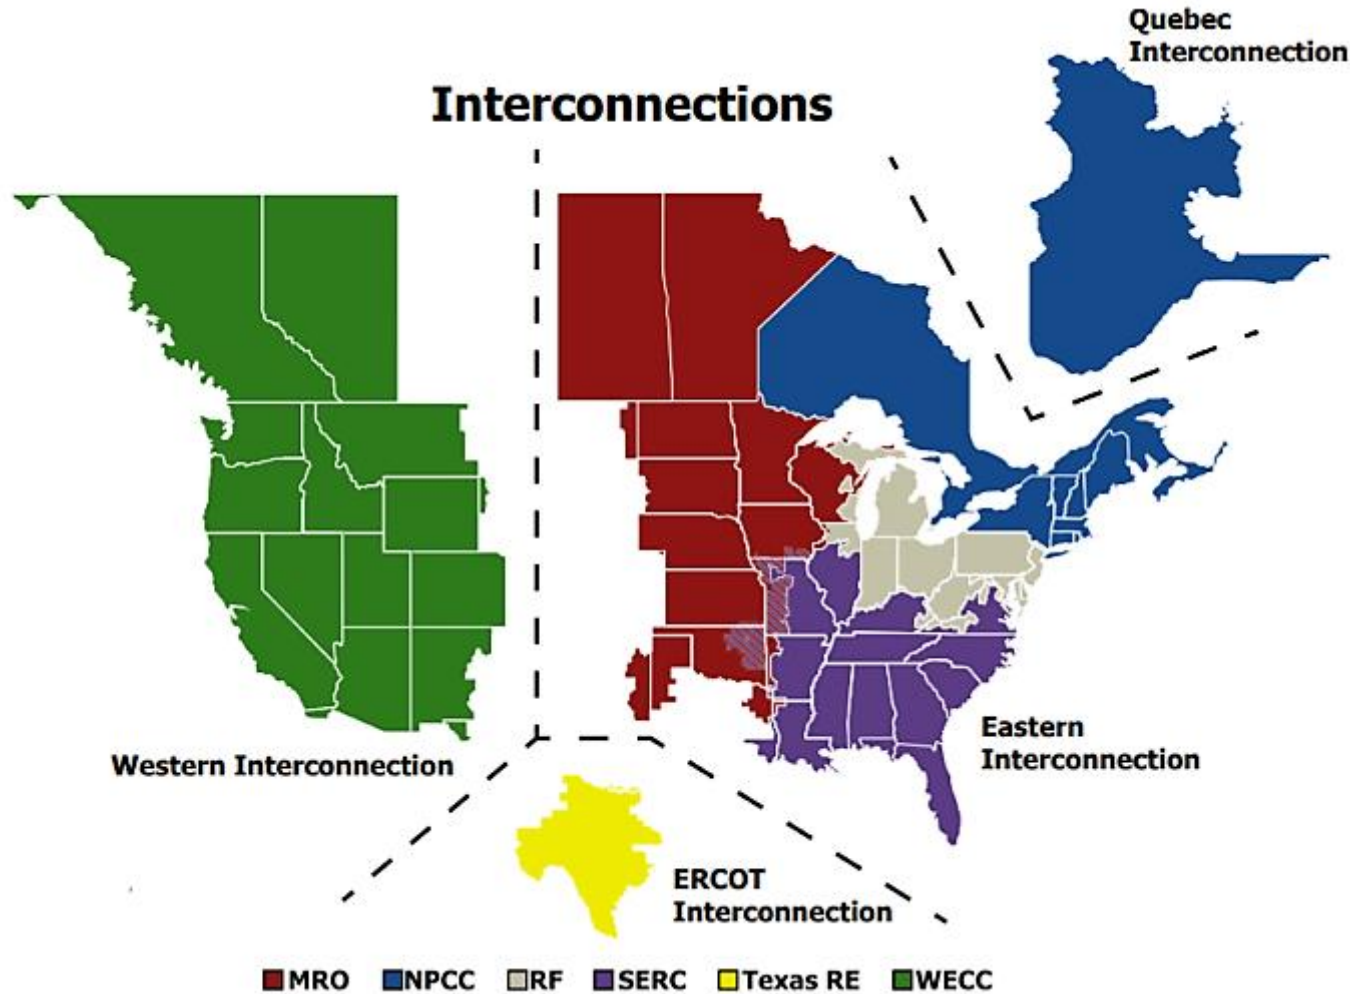 Quebec
Interconnection
Interconnections
Western Interconnection
Eastern
Interconnection
ERCOT
Interconnection
MRO NPCC RF SERC Texas RE WECC